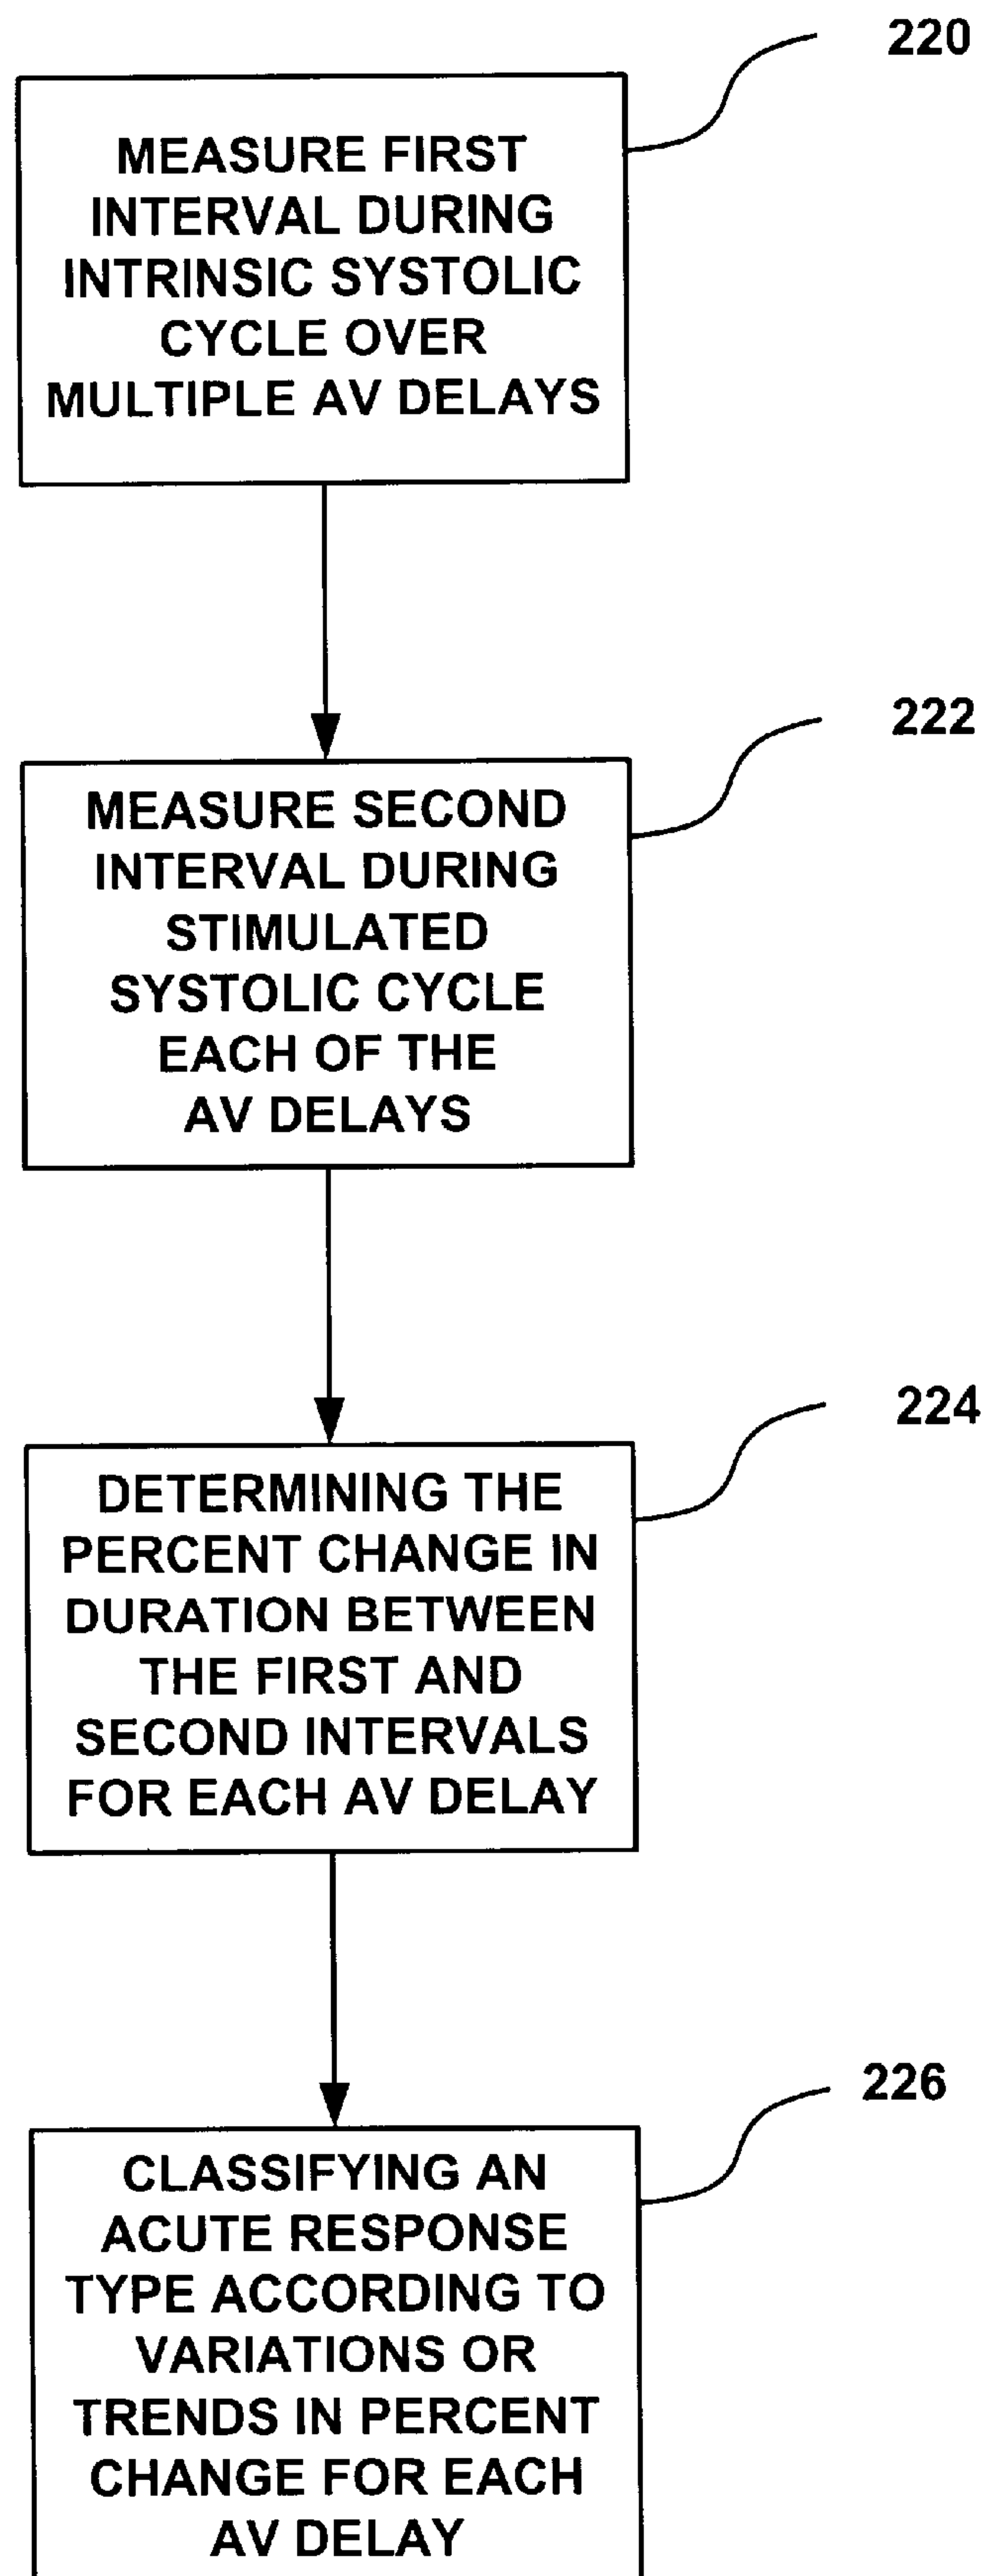 220
MEASURE FIRST
INTERVAL DURING
INTRINSIC SYSTOLIC
CYCLE OVER
MULTIPLE AV DELAYS
222
MEASURE SECOND
INTERVAL DURING
STIMULATED
SYSTOLIC CYCLE
EACH OF THE
AV DELAYS
224
DETERMINING THE
PERCENT CHANGE IN
DURATION BETWEEN
THE FIRST AND
SECOND INTERVALS
FOR EACH AV DELAY
226
CLASSIFYING AN
ACUTE RESPONSE
TYPE ACCORDING TO
VARIATIONS OR
TRENDS IN PERCENT
CHANGE FOR EACH
AV DELAY